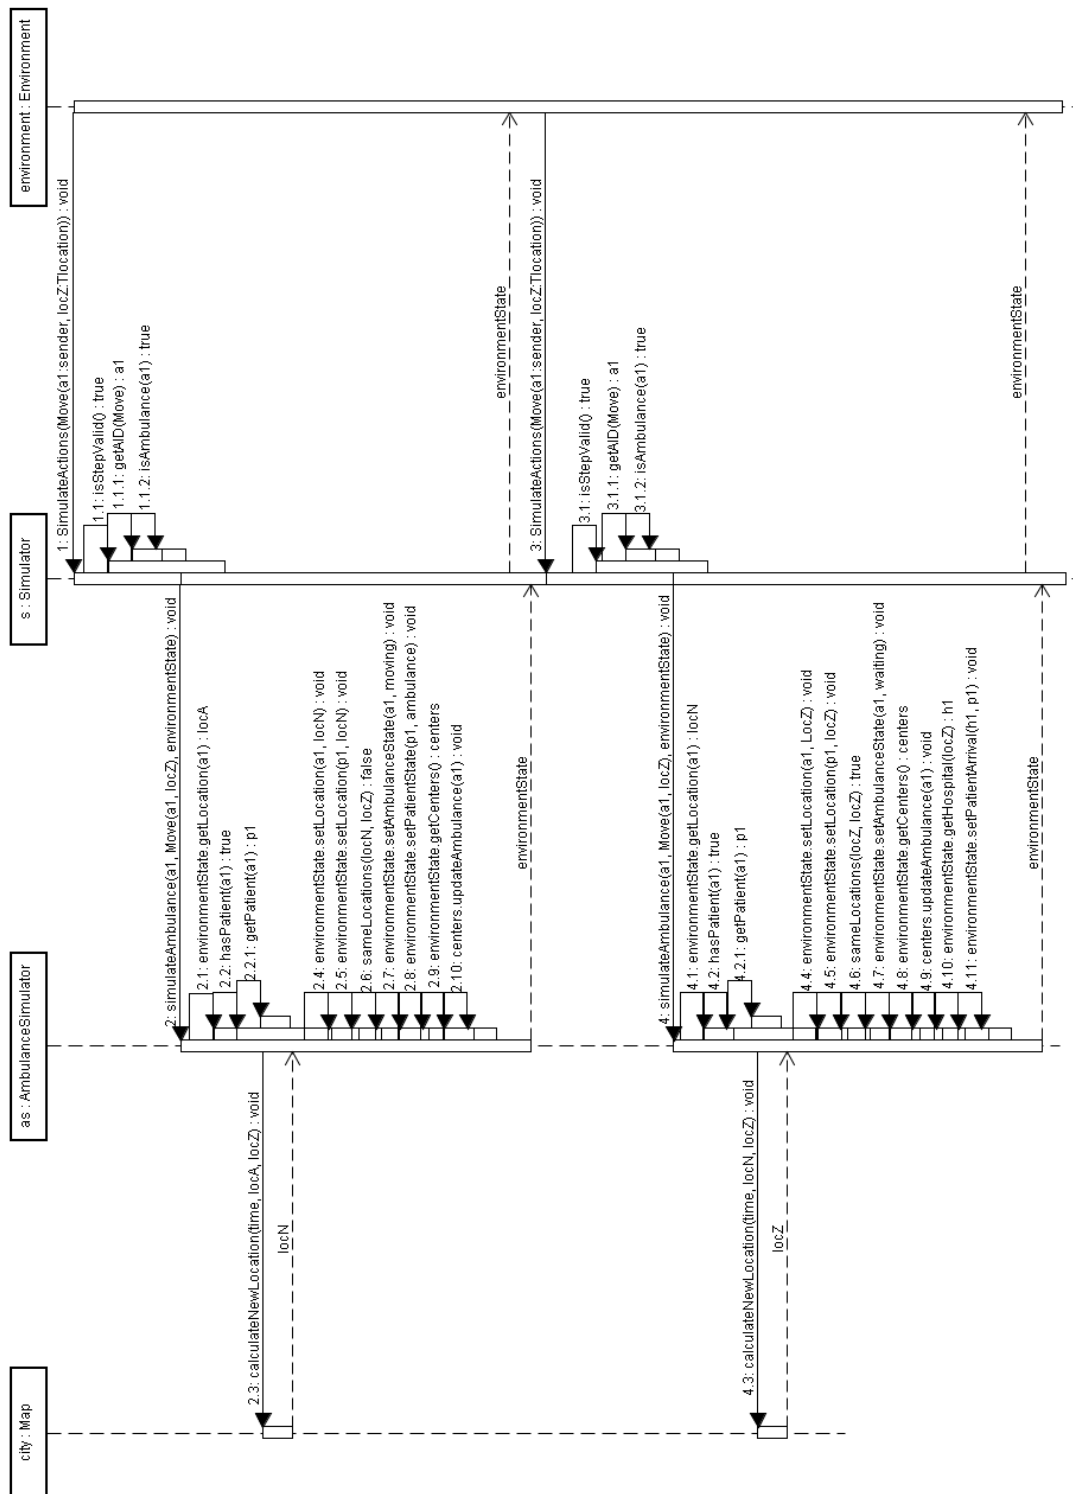 environment : Environment
s : Simulator
as : AmbulanceSimulator
city : Map
1: SimulateActions(Move(a1:sender, locZ:Tlocation)) : void
1.1: isStepValid() : true
1.1.1: getAID(Move) : a1
1.1.2: isAmbulance(a1) : true
2: simulateAmbulance(a1, Move(a1, locZ), environmentState) : void
2.1: environmentState.getLocation(a1) : locA
2.2: hasPatient(a1) : true
2.2.1: getPatient(a1) : p1
2.3: calculateNewLocation(time, locA, locZ) : void
locN
2.4: environmentState.setLocation(a1, locN) : void
2.5: environmentState.setLocation(p1, locN) : void
2.6: sameLocations(locN, locZ) : false
2.7: environmentState.setAmbulanceState(a1, moving) : void
2.8: environmentState.setPatientState(p1, ambulance) : void
2.9: environmentState.getCenters() : centers
2.10: centers.updateAmbulance(a1) : void
environmentState
environmentState
3: SimulateActions(Move(a1:sender, locZ:Tlocation)) : void
3.1: isStepValid() : true
3.1.1: getAID(Move) : a1
3.1.2: isAmbulance(a1) : true
4: simulateAmbulance(a1, Move(a1, locZ), environmentState) : void
4.1: environmentState.getLocation(a1) : locN
4.2: hasPatient(a1) : true
4.2.1: getPatient(a1) : p1
4.3: calculateNewLocation(time, locN, locZ) : void
locZ
4.4: environmentState.setLocation(a1, LocZ) : void
4.5: environmentState.setLocation(p1, locZ) : void
4.6: sameLocations(locZ, locZ) : true
4.7: environmentState.setAmbulanceState(a1, waiting) : void
4.8: environmentState.getCenters() : centers
4.9: centers.updateAmbulance(a1) : void
4.10: environmentState.getHospital(locZ) : h1
4.11: environmentState.setPatientArrival(h1, p1) : void
environmentState
environmentState